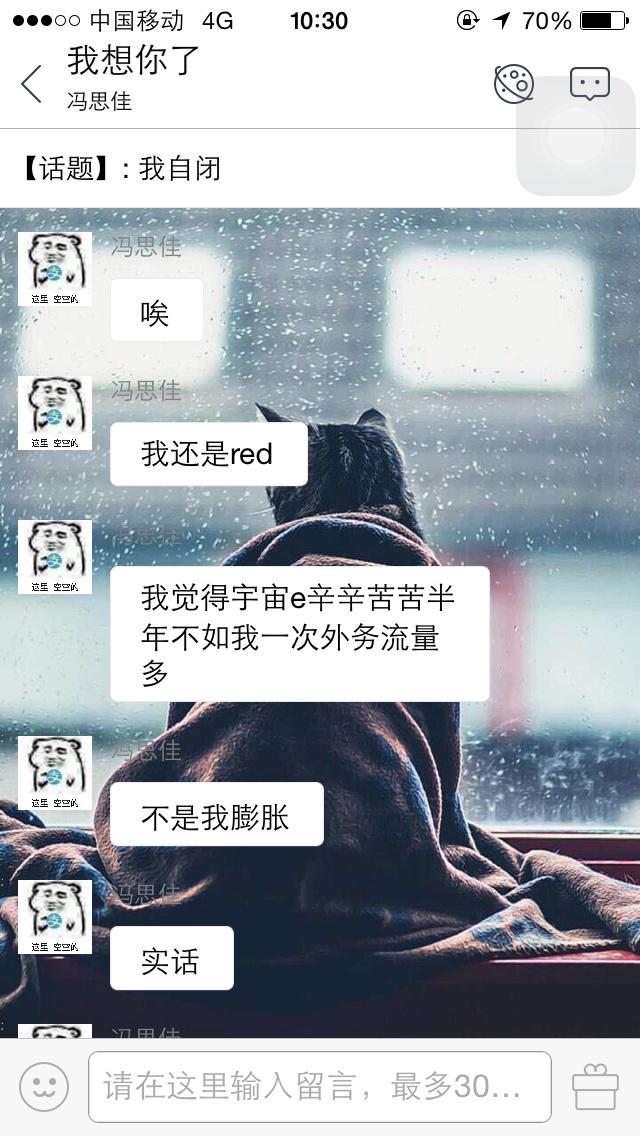 中国移动 4G 10:30 70%
我想你了
冯思佳
【话题】: 我自闭
冯思佳
唉
这里 空空的
冯思佳
我还是red
这里 空空的
冯思佳
我觉得宇宙e辛辛苦苦半
年不如我一次外务流量
多
这里 空空的
冯思佳
不是我膨胀
这里 空空的
冯思佳
实话
这里 空空的
冯思佳
请在这里输入留言，最多30...